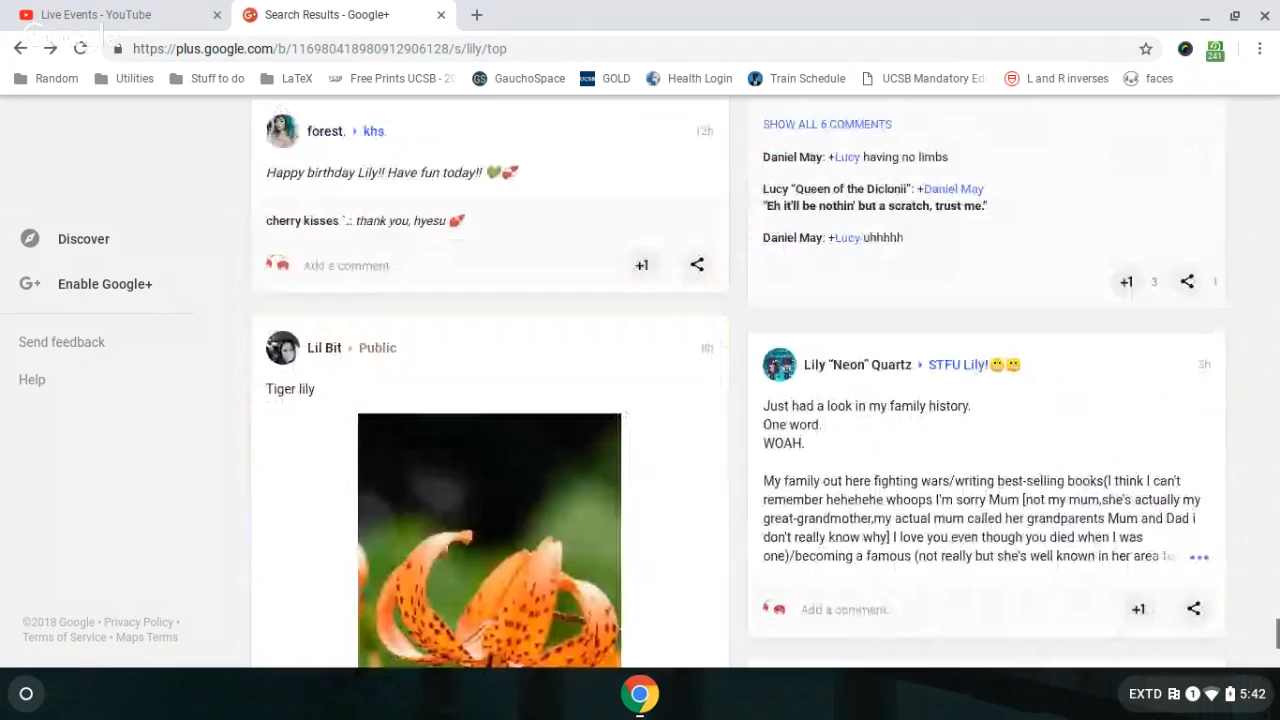 Live Events - YouTube
Search Results - Google+
Google+
https://plus.google.com/b/116980418980912906128/s/lily/top
241
Random
Utilities
Stuff to do
LaTeX
Free Prints UCSB - 20
GauchoSpace
GOLD
Health Login
Train Schedule
UCSB Mandatory Ed
L and R inverses
faces
Discover
Enable Google+
Send feedback
Help
©2018 Google • Privacy Policy •
Terms of Service • Maps Terms
forest. khs.
12h
Happy birthday Lily!! Have fun today!! 💚💞
cherry kisses `.: thank you, hyesu 💞
Add a comment...
+1
Lil Bit Public
8h
Tiger lily
SHOW ALL 6 COMMENTS
Daniel May: +Lucy having no limbs
Lucy “Queen of the Diclonii”: +Daniel May
"Eh it'll be nothin' but a scratch, trust me."
Daniel May: +Lucy uhhhhh
+1 3 1
Lily “Neon” Quartz STFU Lily!😬😬
3h
Just had a look in my family history.
One word.
WOAH.
My family out here fighting wars/writing best-selling books(I think I can't
remember hehehehe whoops I'm sorry Mum [not my mum,she's actually my
great-grandmother,my actual mum called her grandparents Mum and Dad i
don't really know why] I love you even though you died when I was
one)/becoming a famous (not really but she's well known in her area
Add a comment...
+1
EXTD 1 5:42